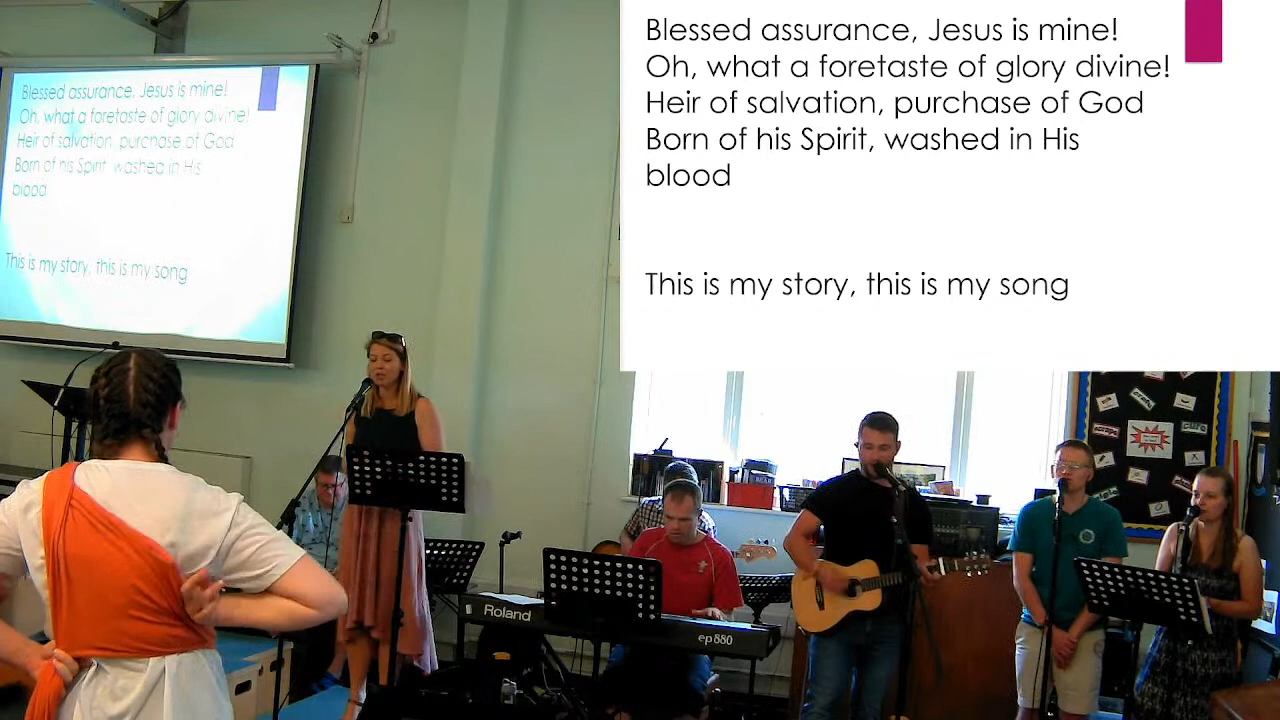 Blessed assurance, Jesus is mine!
Oh, what a foretaste of glory divine!
Heir of salvation, purchase of God
Born of his Spirit, washed in His
blood
This is my story, this is my song
Blessed assurance, Jesus is mine!
Oh, what a foretaste of glory divine!
Heir of salvation, purchase of God
Born of his Spirit, washed in His
blood
This is my story, this is my song
Roland
ep880